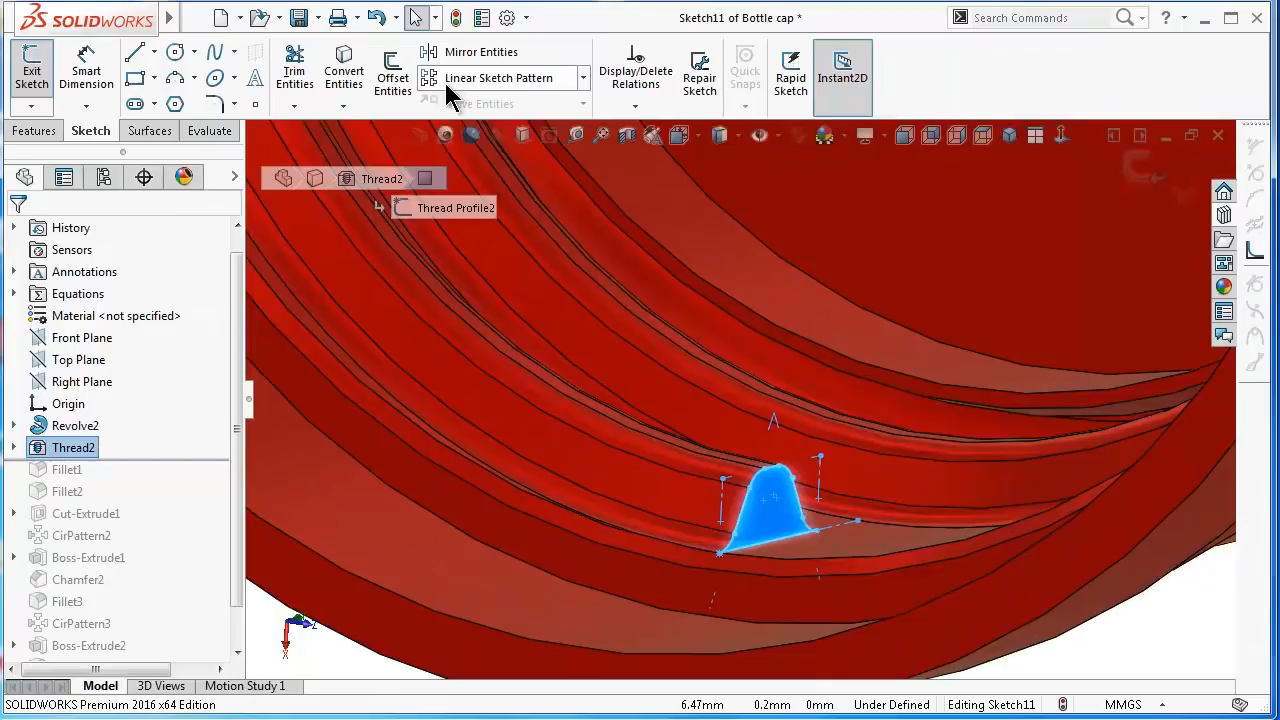 SOLIDWORKS
Sketch11 of Bottle cap *
Search Commands
?
Exit Sketch
Smart Dimension
Trim Entities
Convert Entities
Offset Entities
Mirror Entities
Linear Sketch Pattern
Entities
Display/Delete Relations
Repair Sketch
Quick Snaps
Rapid Sketch
Instant2D
Features
Sketch
Surfaces
Evaluate
Thread2
Thread Profile2
History
Sensors
Annotations
Equations
Material <not specified>
Front Plane
Top Plane
Right Plane
Origin
Revolve2
Thread2
Fillet1
Fillet2
Cut-Extrude1
CirPattern2
Boss-Extrude1
Chamfer2
Fillet3
CirPattern3
Boss-Extrude2
Z
X
Model
3D Views
Motion Study 1
SOLIDWORKS Premium 2016 x64 Edition
6.47mm
0.2mm
0mm
Under Defined
Editing Sketch11
MMGS